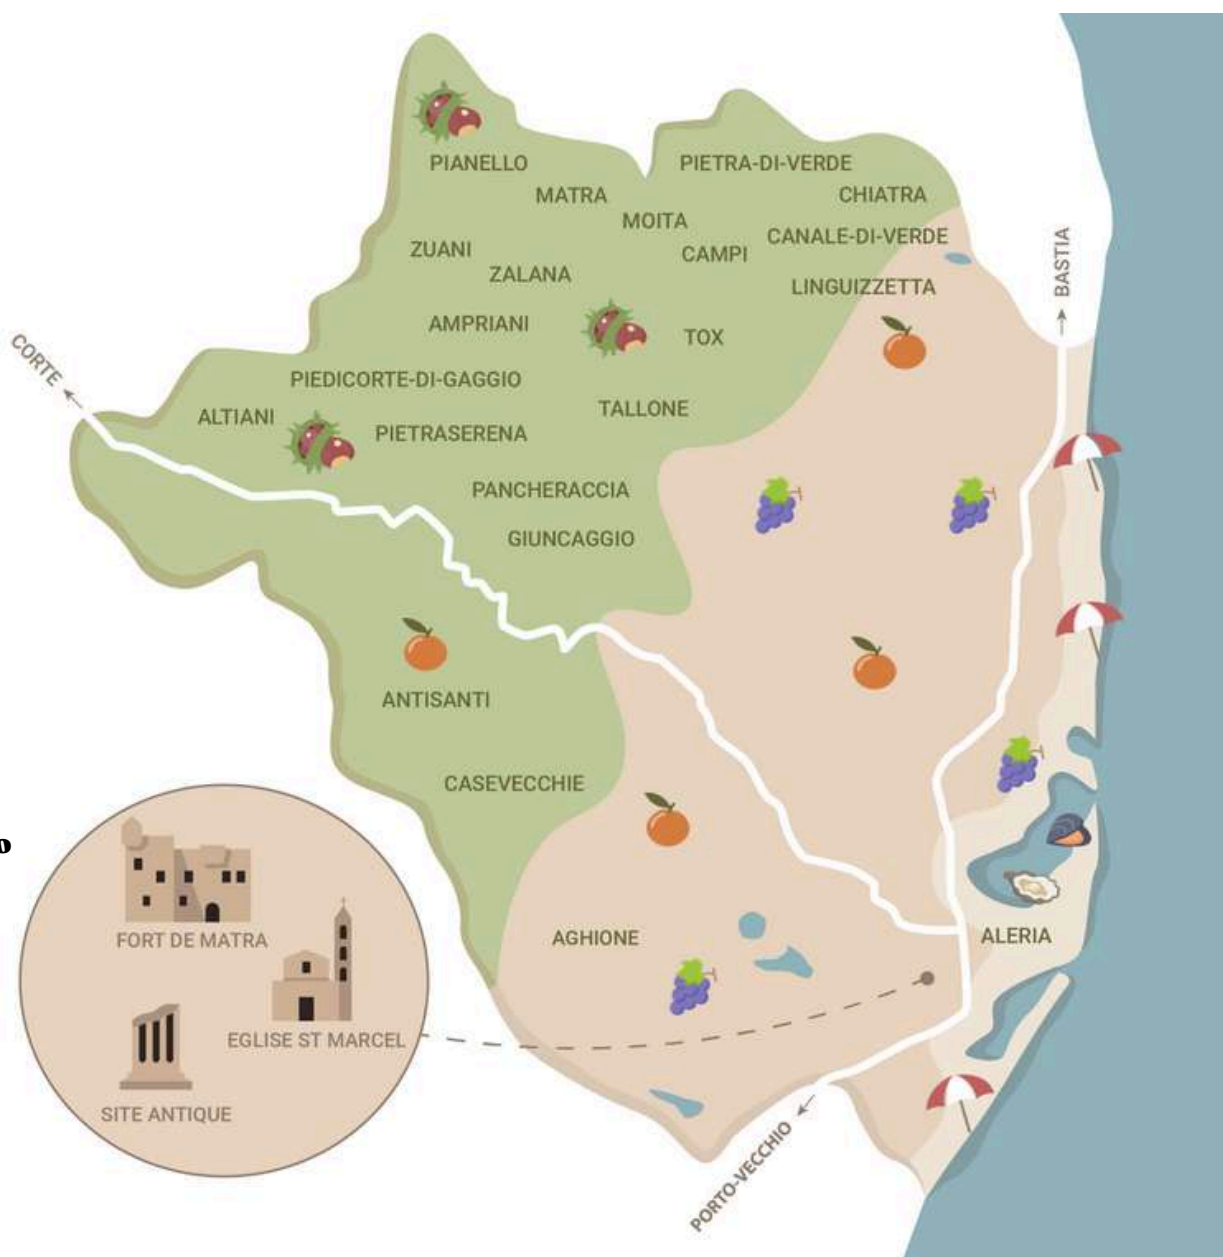 PIANELLO
PIETRA-DI-VERDE
MATRA
CHIATRA
MOITA
CANALE-DI-VERDE
ZUANI
CAMPI
BASTIA
ZALANA
LINGUIZZETTA
AMPRIANI
TOX
CORTE
PIEDICORTE-DI-GAGGIO
TALLONE
ALTIANI
PIETRASERENA
PANCHERACCIA
GIUNCAGGIO
ANTISANTI
CASEVECCHIE
AGHIONE
ALERIA
FORT DE MATRA
EGLISE ST MARCEL
SITE ANTIQUE
PORTO-VECCHIO